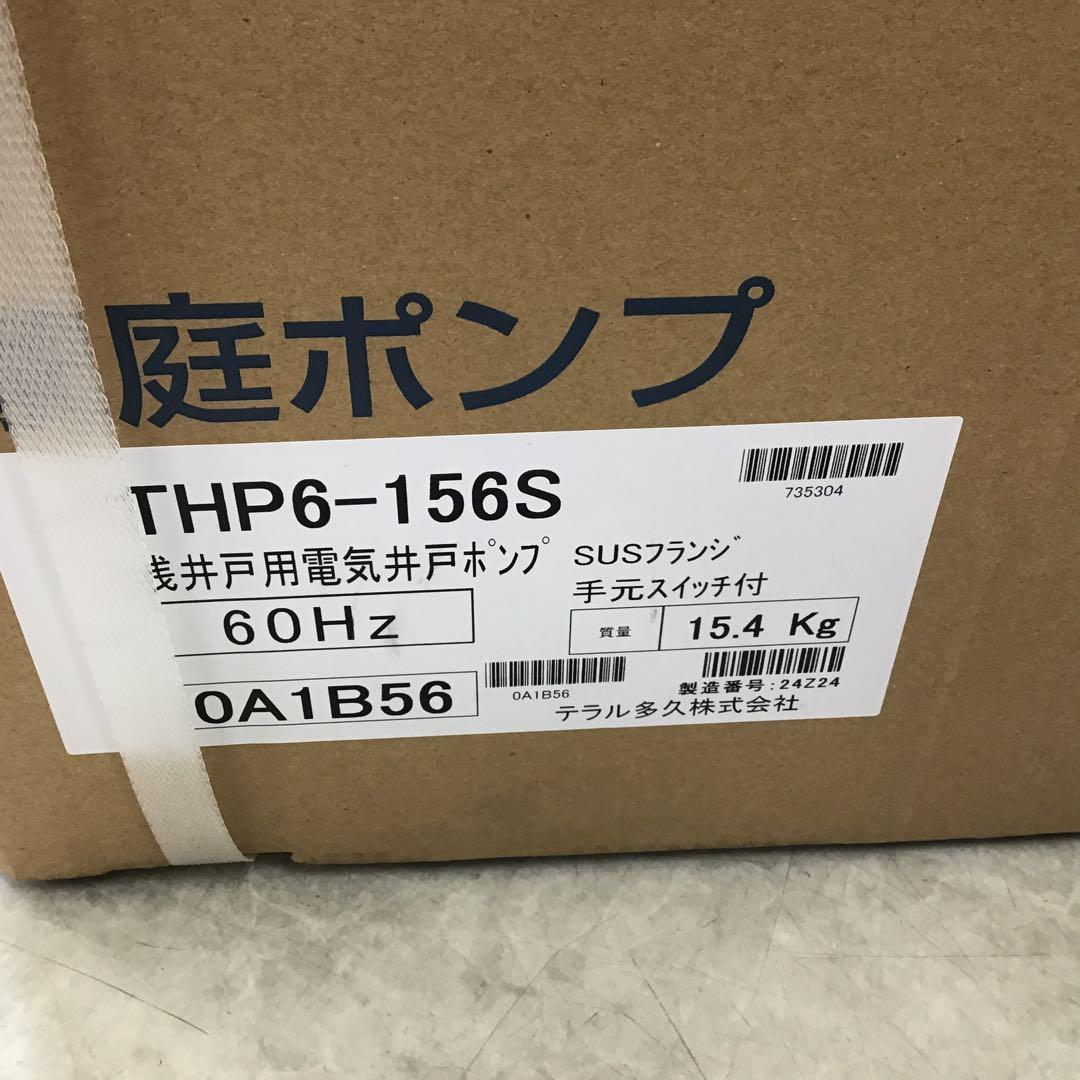 庭ポンプ
THP6-156S
735304
浅井戸用電気井戸ポンプ
SUSフランジ
手元スイッチ付
60Hz
質量 15.4 Kg
0A1B56
0A1B56
製造番号:24Z24
テラル多久株式会社